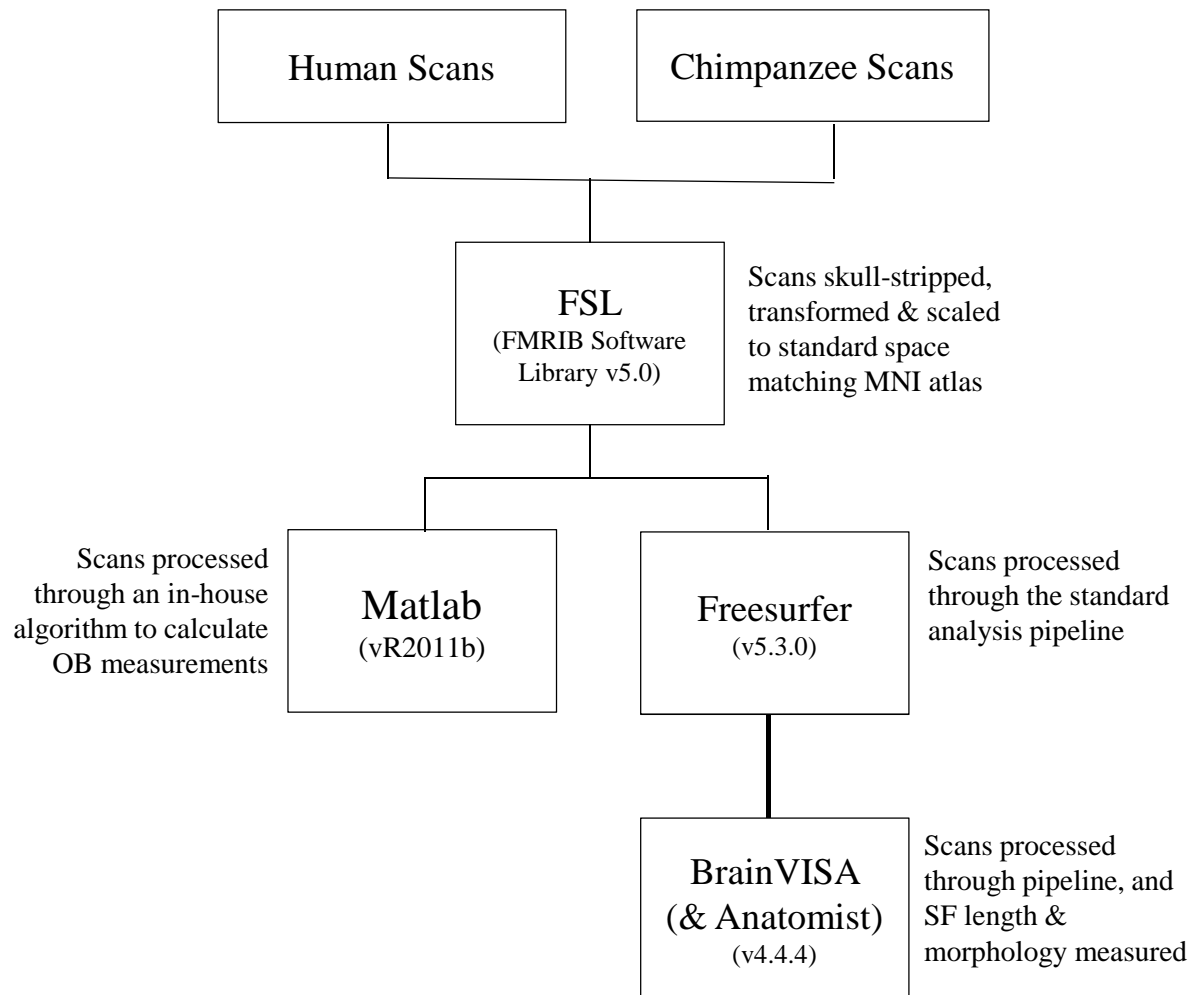 Human Scans
Chimpanzee Scans
FSL
(FMRIB Software
Library v5.0)
Scans skull-stripped,
transformed & scaled
to standard space
matching MNI atlas
Scans processed
through an in-house
algorithm to calculate
OB measurements
Matlab
(vR2011b)
Freesurfer
(v5.3.0)
Scans processed
through the standard
analysis pipeline
BrainVISA
(& Anatomist)
(v4.4.4)
Scans processed
through pipeline, and
SF length &
morphology measured